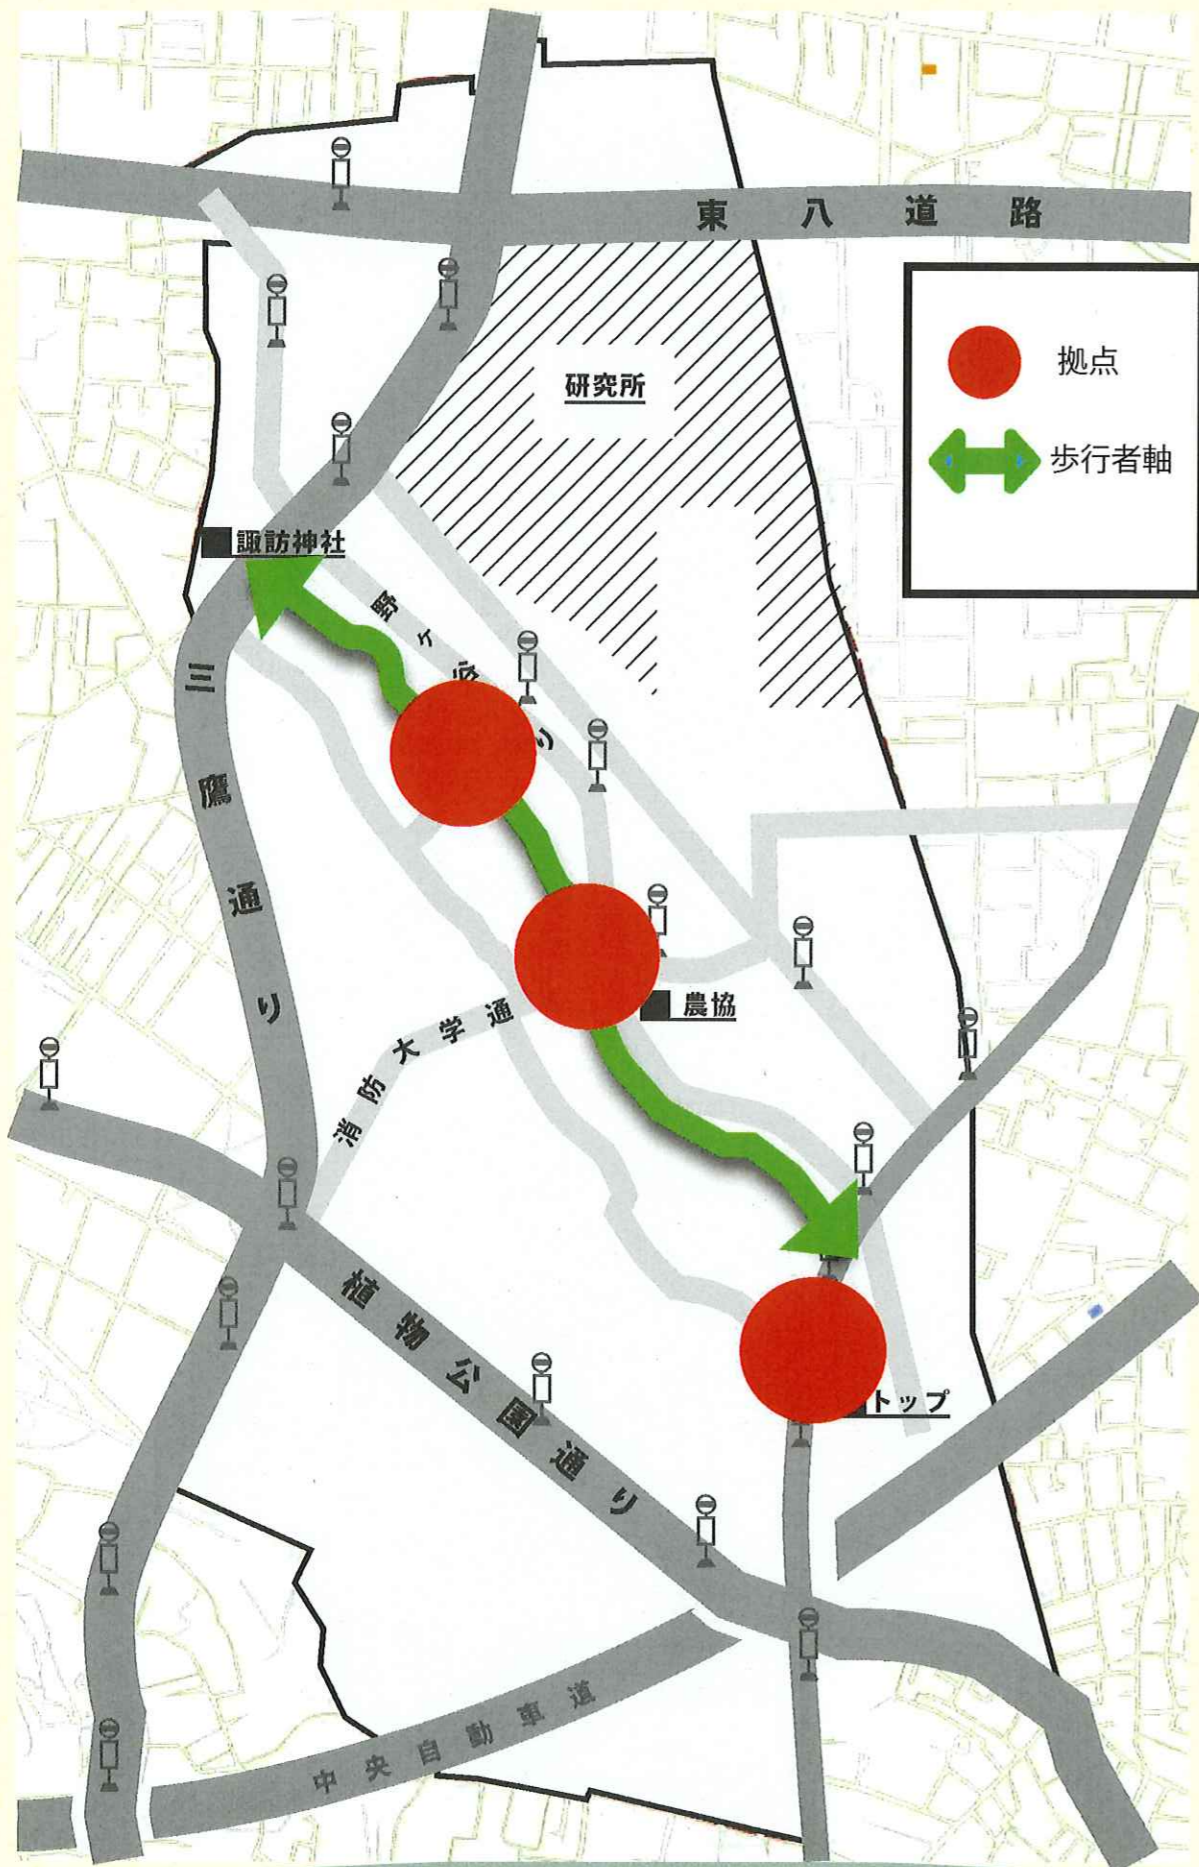 東八道路
研究所
拠点
歩行者軸
諏訪神社
野ヶ
り
三鷹通り
農協
消防大学通
植物公園通り
トップ
中央自動車道